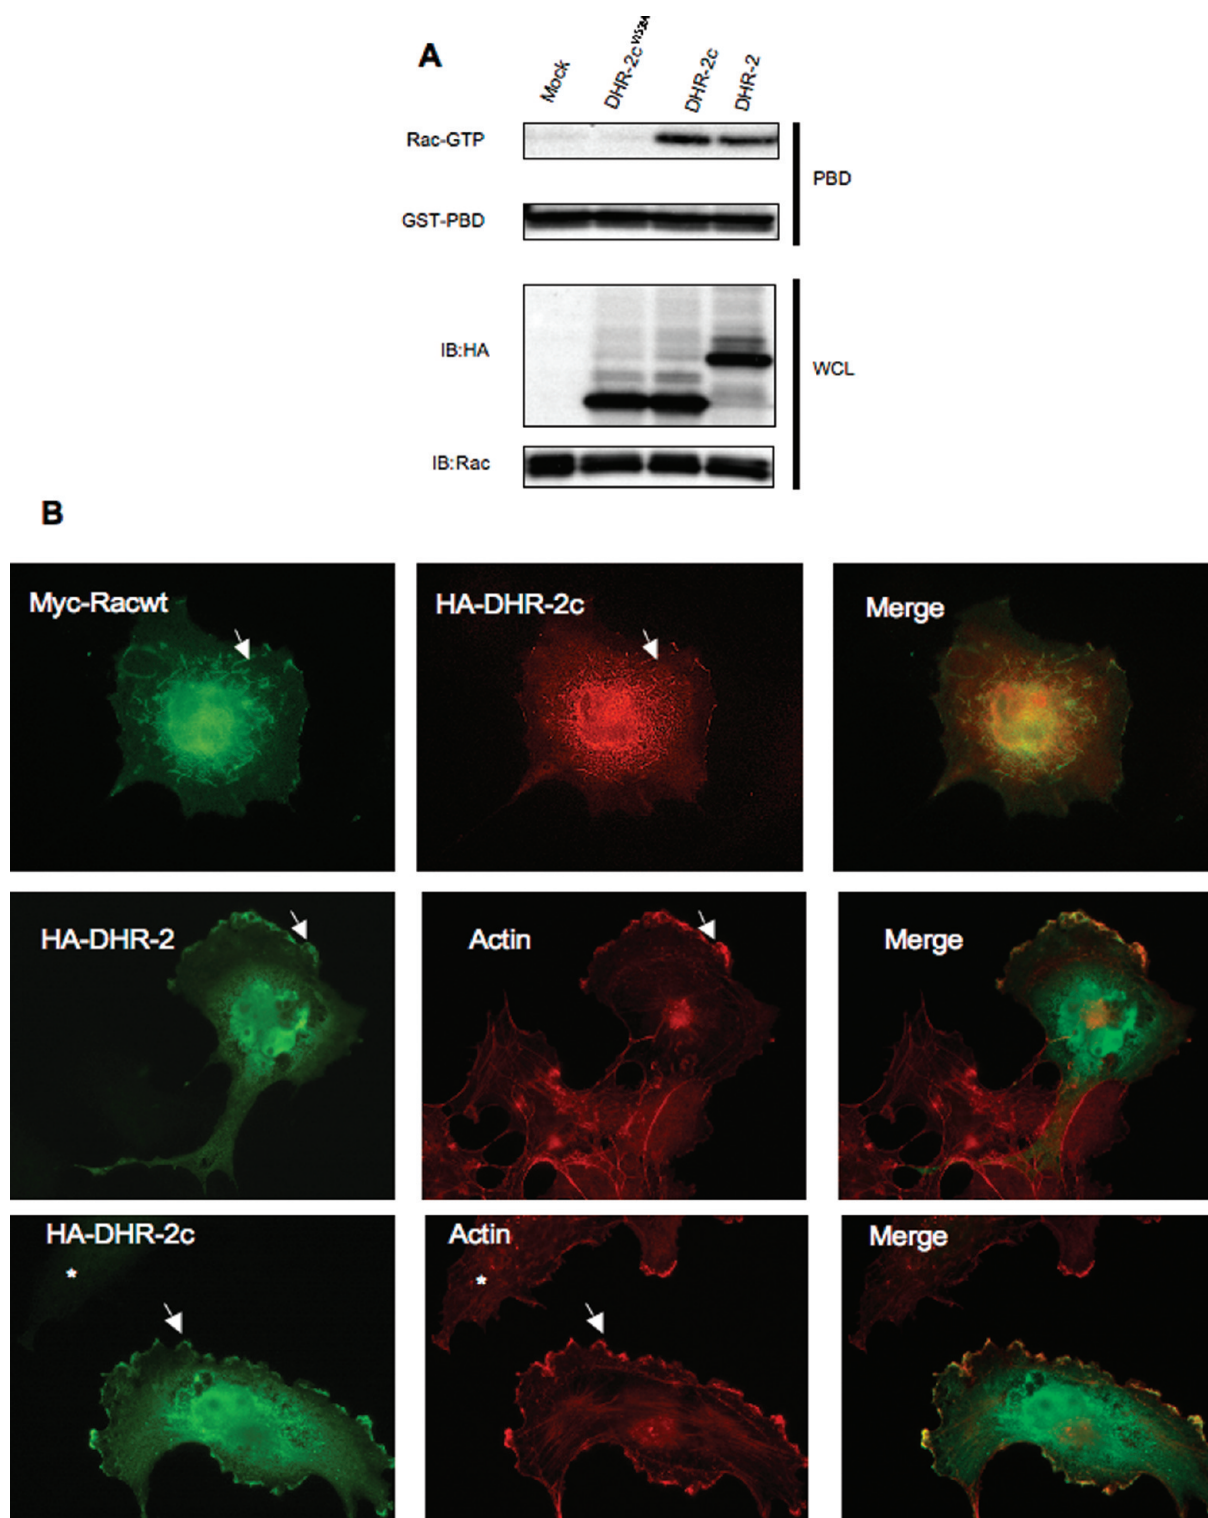 A
Mock
DHR-2c
DHR-2c
DHR-2
Rac-GTP
PBD
GST-PBD
IB:HA
WCL
IB:Rac
B
Myc-Racwt
HA-DHR-2c
Merge
HA-DHR-2
Actin
Merge
HA-DHR-2c
Actin
Merge
*
*